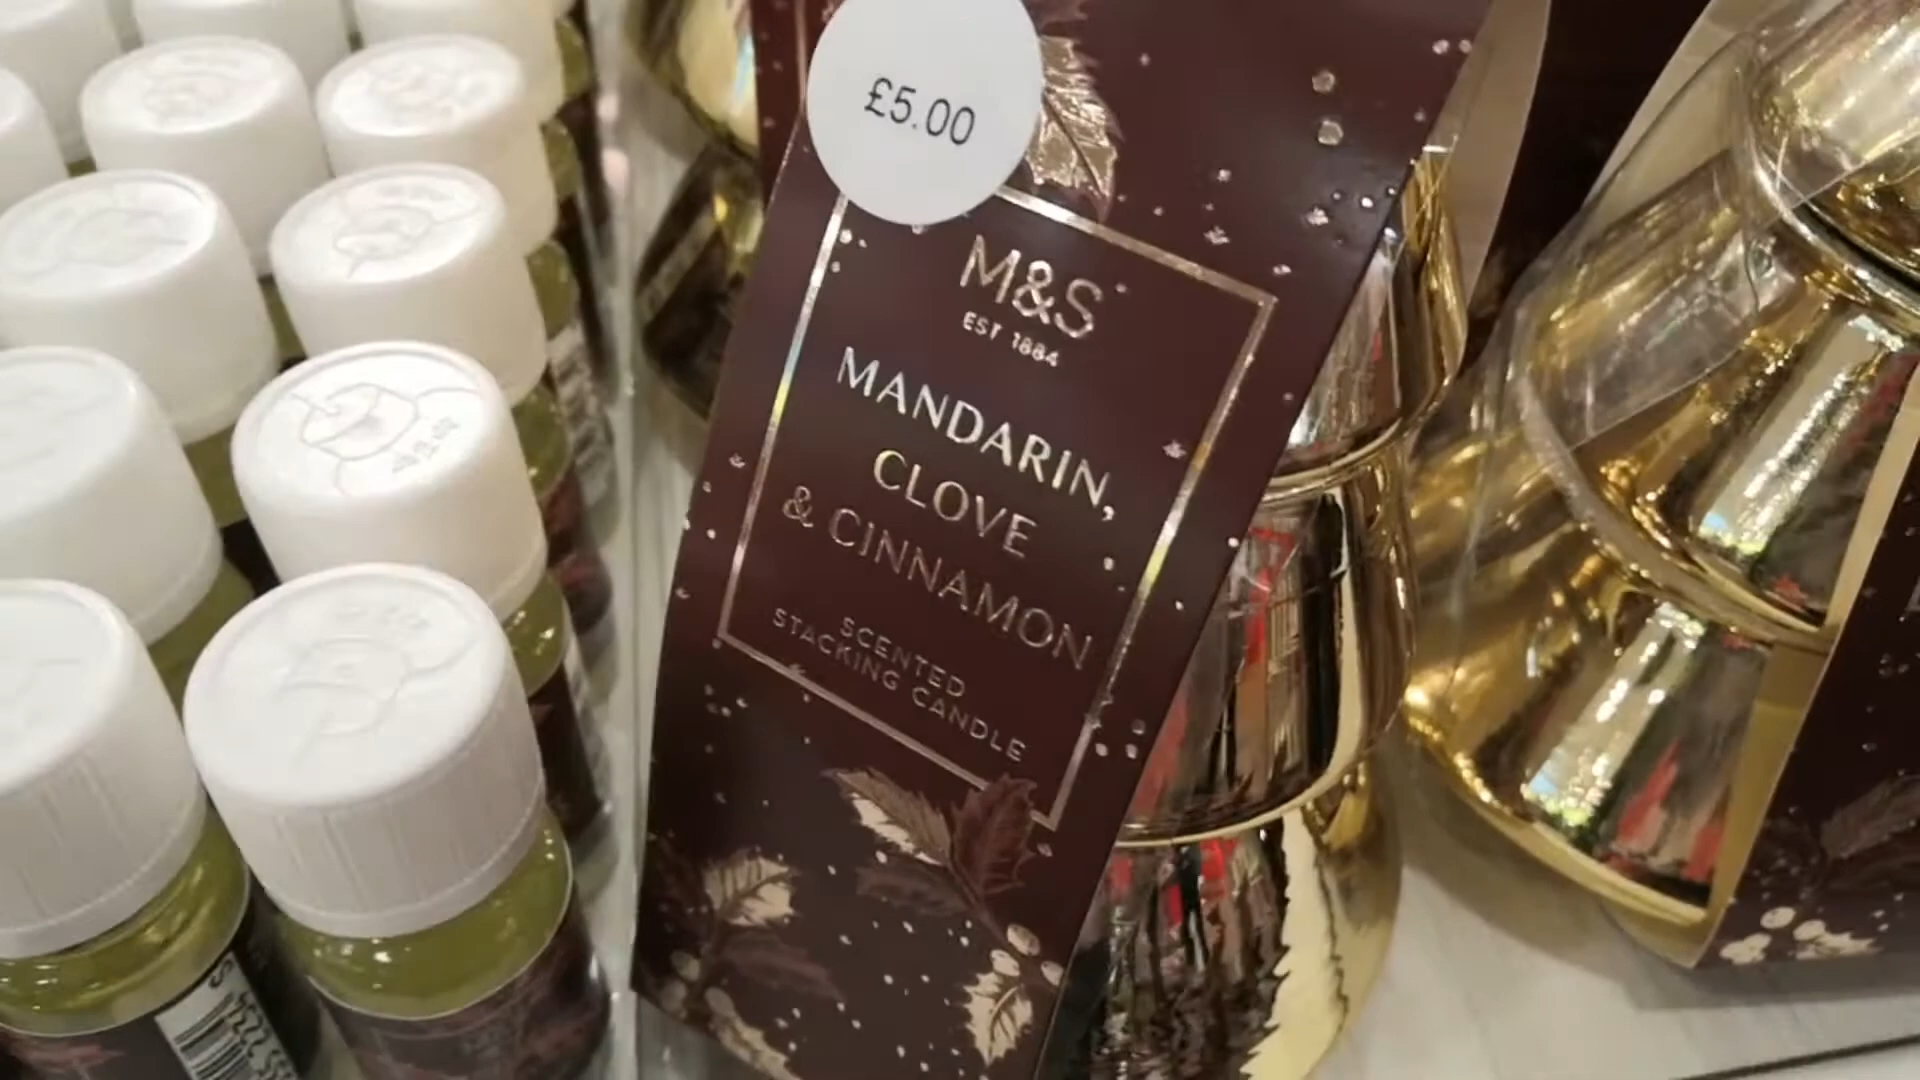 £5.00
M&S
EST 1884
MANDARIN,
CLOVE
& CINNAMON
SCENTED
STACKING CANDLE